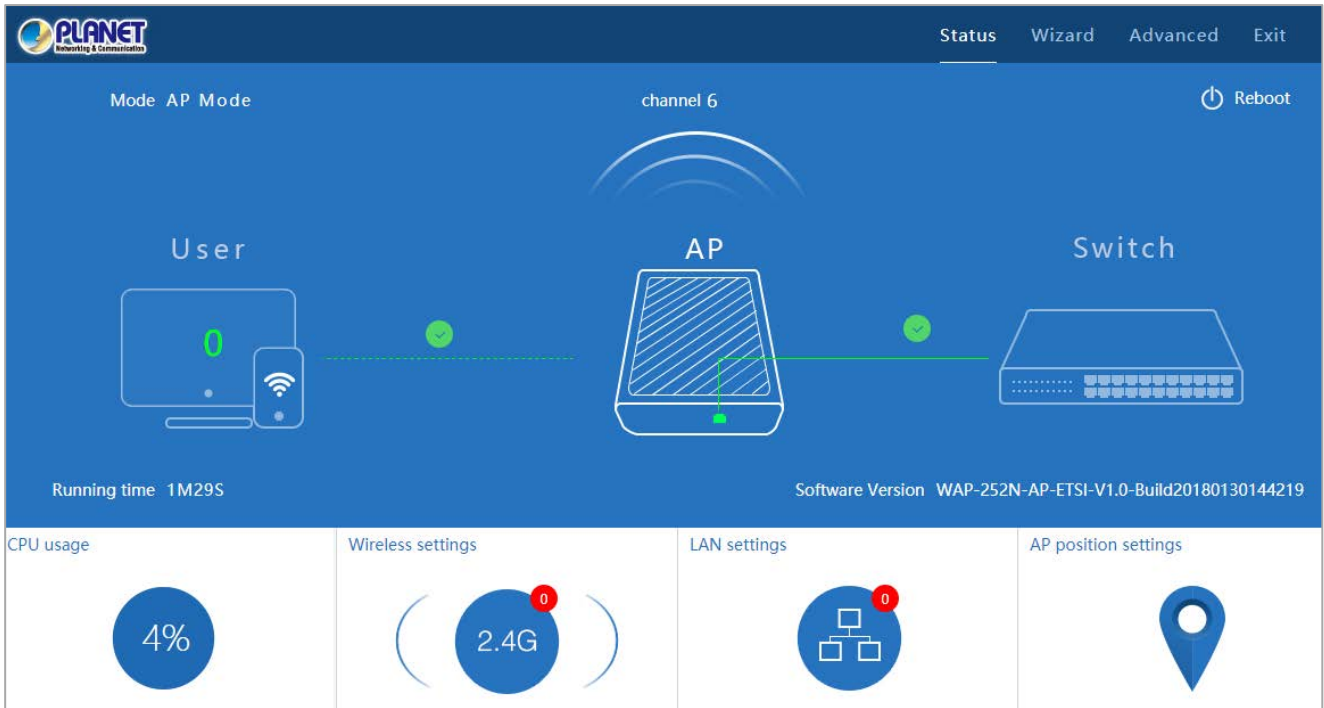 PLANET
Networking & Communication
Status Wizard Advanced Exit
Mode AP Mode
channel 6
Reboot
User
AP
Switch
0
Running time 1M29S
Software Version WAP-252N-AP-ETSI-V1.0-Build20180130144219
CPU usage
Wireless settings
LAN settings
AP position settings
4%
2.4G
0
0